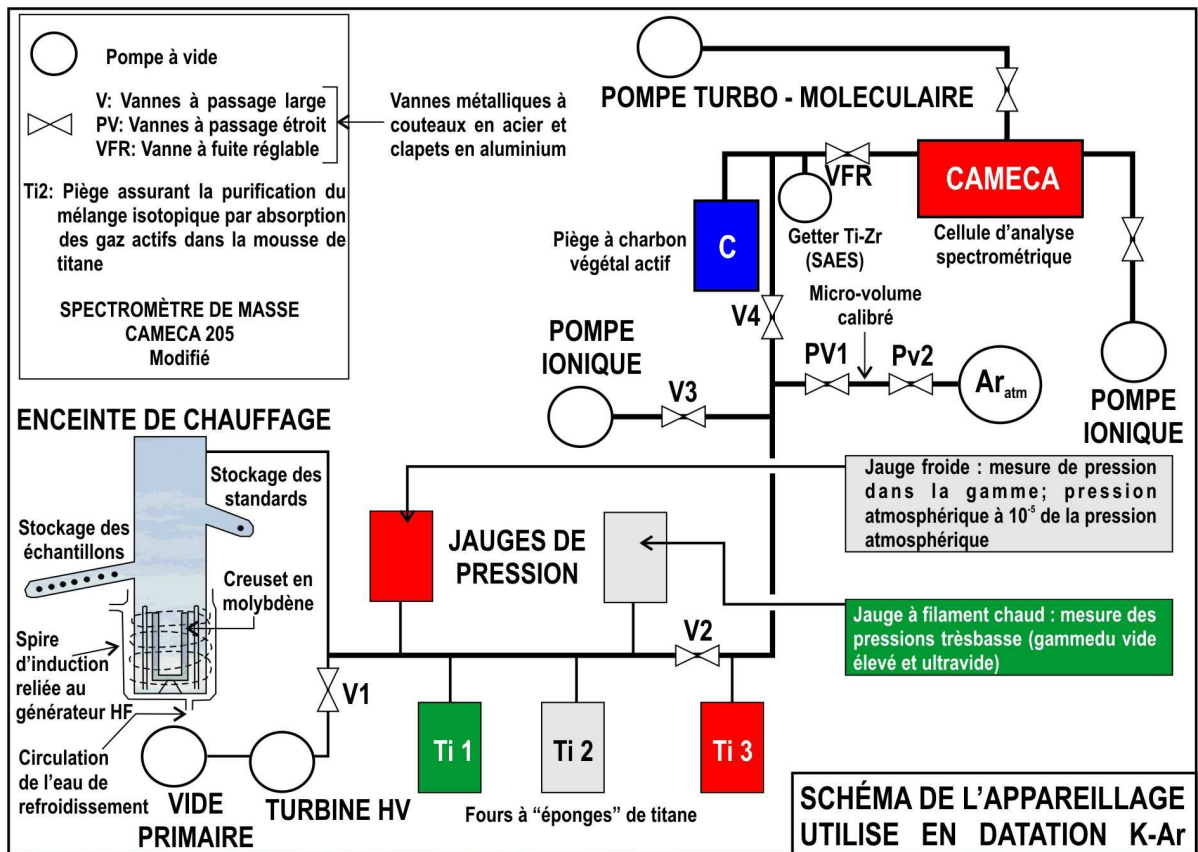 Pompe à vide
V: Vannes à passage large
PV: Vannes à passage étroit
VFR: Vanne à fuite réglable
Vannes métalliques à
couteaux en acier et
clapets en aluminium
Ti2: Piège assurant la purification du
mélange isotopique par absorption
des gaz actifs dans la mousse de
titane
SPECTROMÈTRE DE MASSE
CAMECA 205
Modifié
POMPE TURBO - MOLECULAIRE
VFR
CAMECA
Cellule d'analyse
spectrométrique
C
Piège à charbon
végétal actif
Getter Ti-Zr
(SAES)
Micro-volume
calibré
V4
PV1
Pv2
Ar atm
POMPE
IONIQUE
POMPE
IONIQUE
V3
ENCEINTE DE CHAUFFAGE
Stockage des
standards
Stockage des
échantillons
Creuset en
molybdène
Spire
d'induction
reliée au
générateur HF
Circulation
de l'eau de
refroidissement
VIDE
PRIMAIRE
TURBINE HV
V1
JAUGES DE
PRESSION
Jauge froide : mesure de pression
dans la gamme; pression
atmosphérique à 10-5 de la pression
atmosphérique
Jauge à filament chaud : mesure des
pressions trèsbasse (gammedu vide
élevé et ultravide)
V2
Ti 1
Ti 2
Ti 3
Fours à “éponges” de titane
SCHÉMA DE L'APPAREILLAGE
UTILISE EN DATATION K-Ar